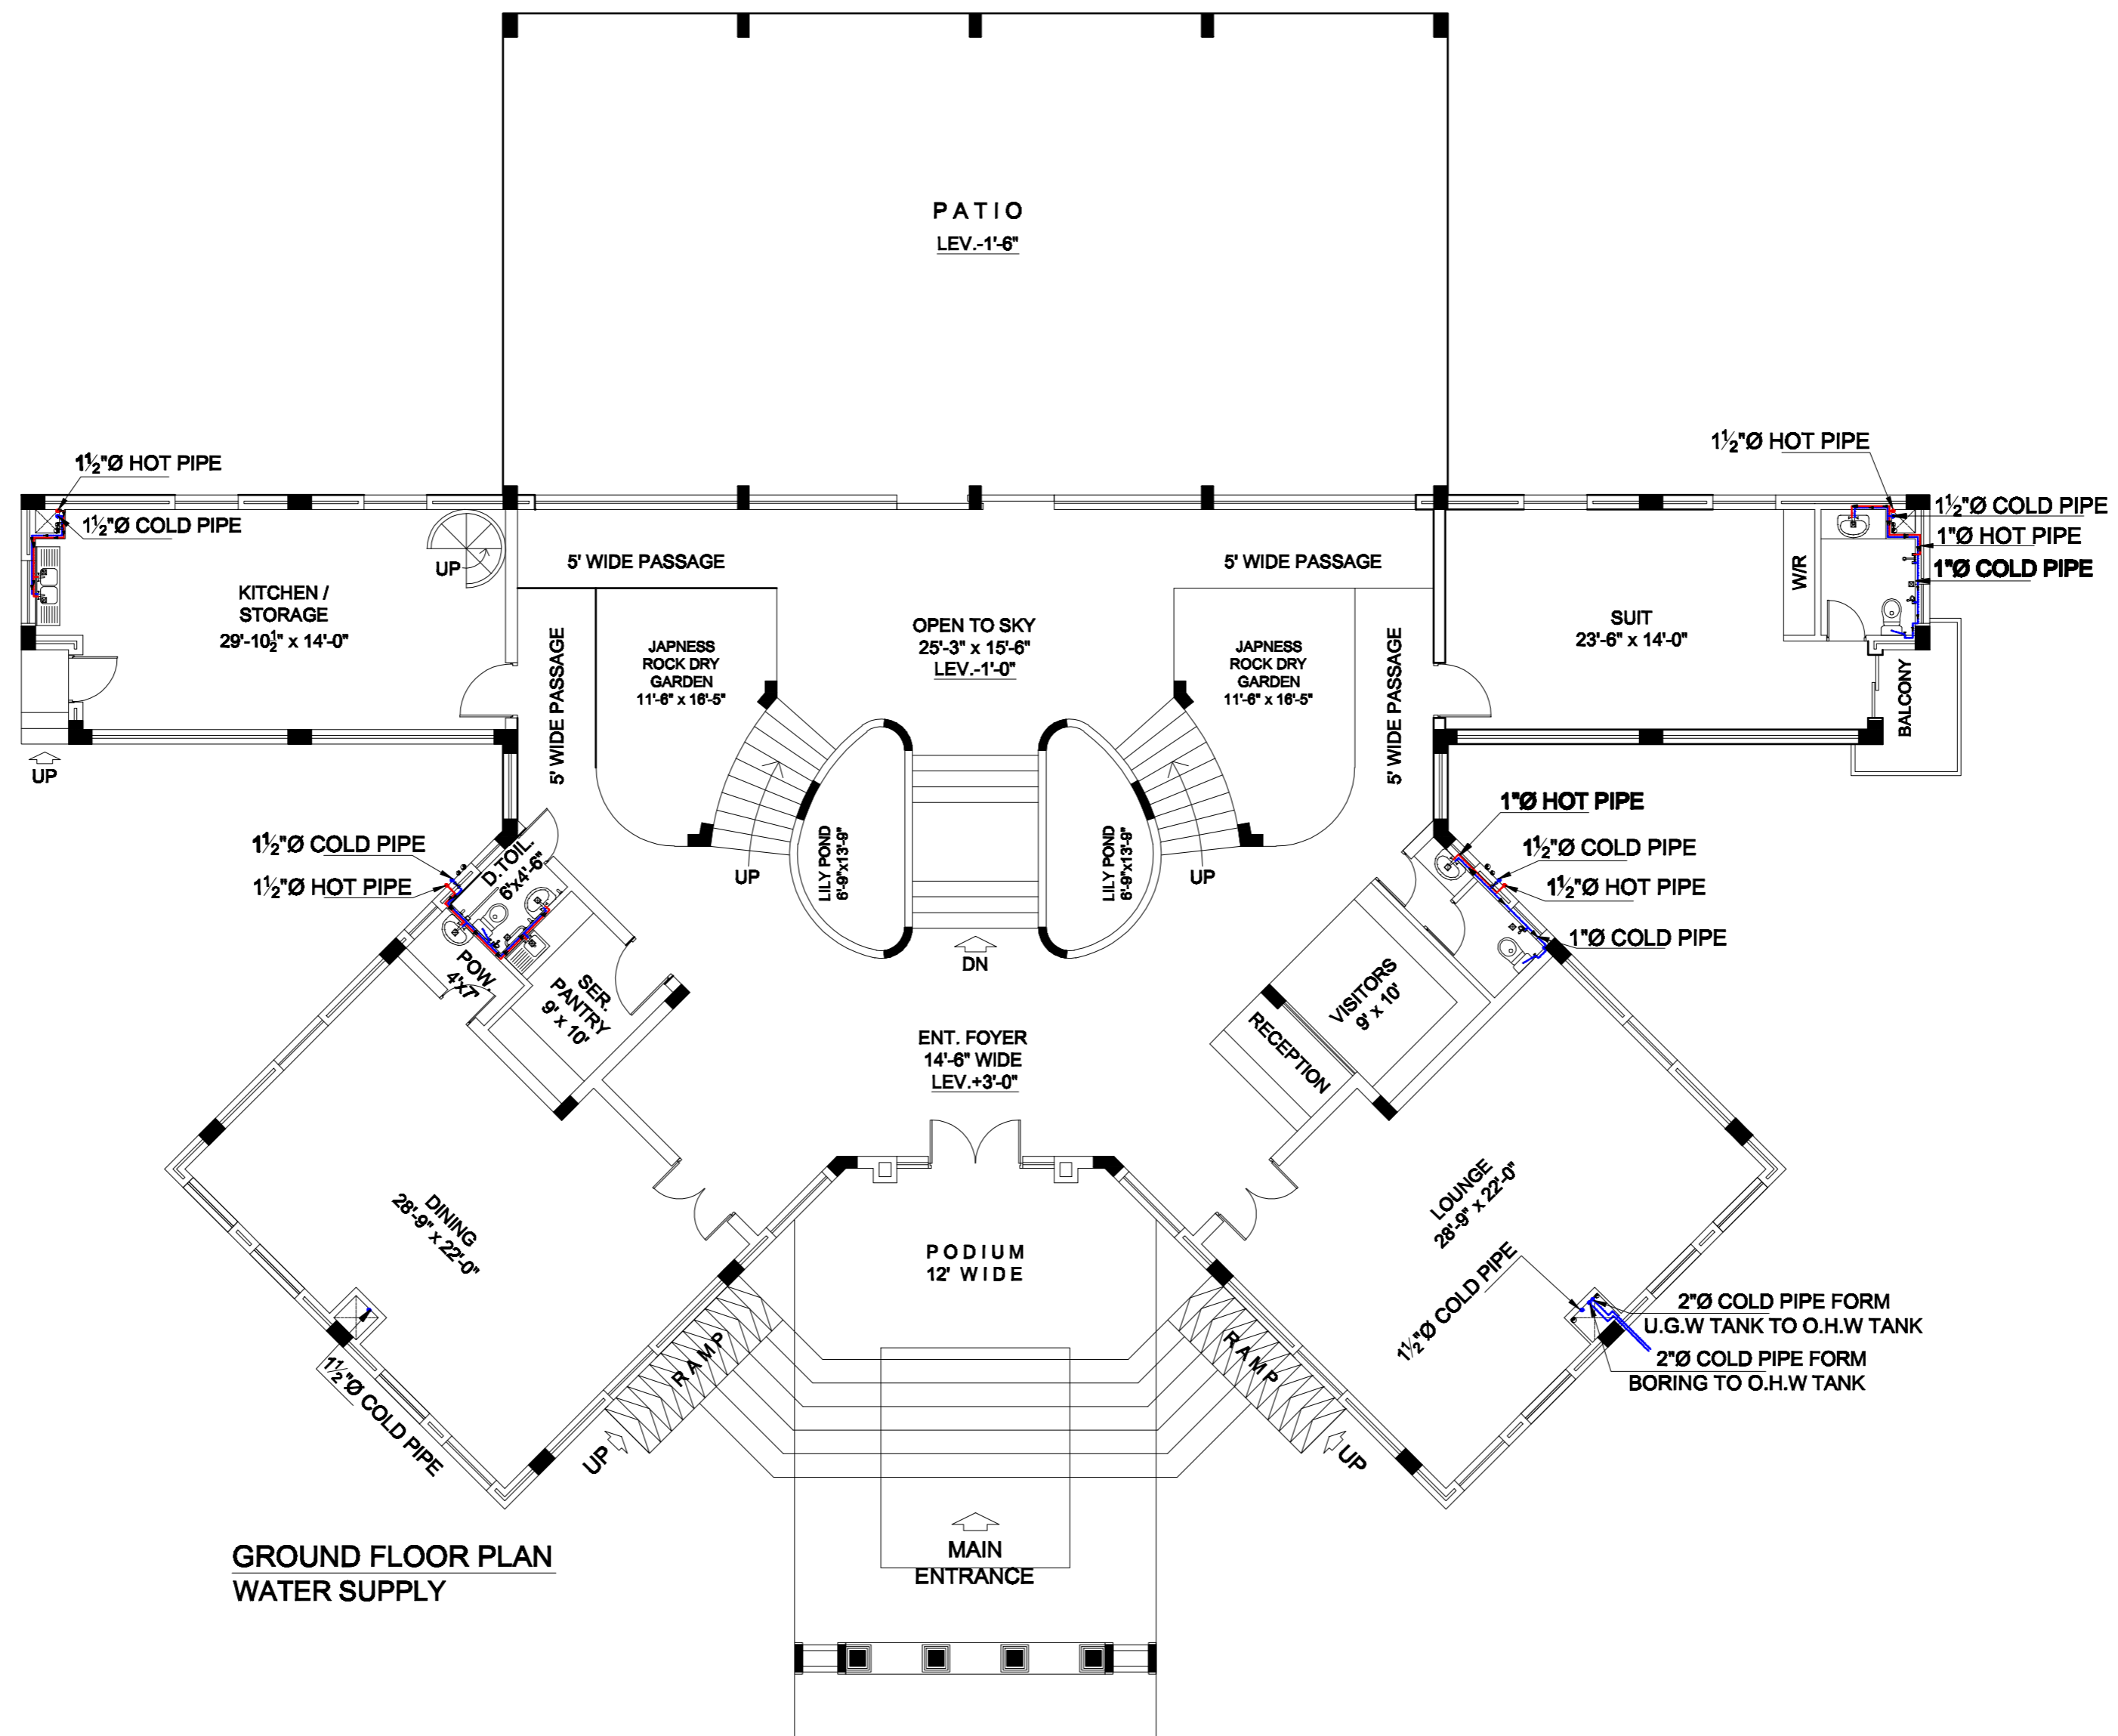 PATIO
LEV.-1'-6"
1½"Ø HOT PIPE
1½"Ø COLD PIPE
KITCHEN /
STORAGE
29'-10½" x 14'-0"
UP
UP
5' WIDE PASSAGE
5' WIDE PASSAGE
5' WIDE PASSAGE
5' WIDE PASSAGE
JAPNESS
ROCK DRY
GARDEN
11'-6" x 16'-5"
OPEN TO SKY
25'-3" x 15'-6"
LEV.-1'-0"
JAPNESS
ROCK DRY
GARDEN
11'-6" x 16'-5"
SUIT
23'-6" x 14'-0"
W/R
BALCONY
1½"Ø HOT PIPE
1½"Ø COLD PIPE
1"Ø HOT PIPE
1"Ø COLD PIPE
1½"Ø COLD PIPE
1½"Ø HOT PIPE
D.TOIL.
6'x4'-6"
POW
4'x7'
SER.
PANTRY
9' x 10'
UP
LILY POND
6'-9"x13'-9"
LILY POND
6'-9"x13'-9"
UP
DN
1"Ø HOT PIPE
1½"Ø COLD PIPE
1½"Ø HOT PIPE
1"Ø COLD PIPE
VISITORS
9' x 10'
RECEPTION
ENT. FOYER
14'-6" WIDE
LEV.+3'-0"
DINING
28'-9" x 22'-0"
LOUNGE
28'-9" x 22'-0"
PODIUM
12' WIDE
RAMP
UP
RAMP
UP
1½"Ø COLD PIPE
1½"Ø COLD PIPE
2"Ø COLD PIPE FORM
U.G.W TANK TO O.H.W TANK
2"Ø COLD PIPE FORM
BORING TO O.H.W TANK
MAIN
ENTRANCE
GROUND FLOOR PLAN
WATER SUPPLY